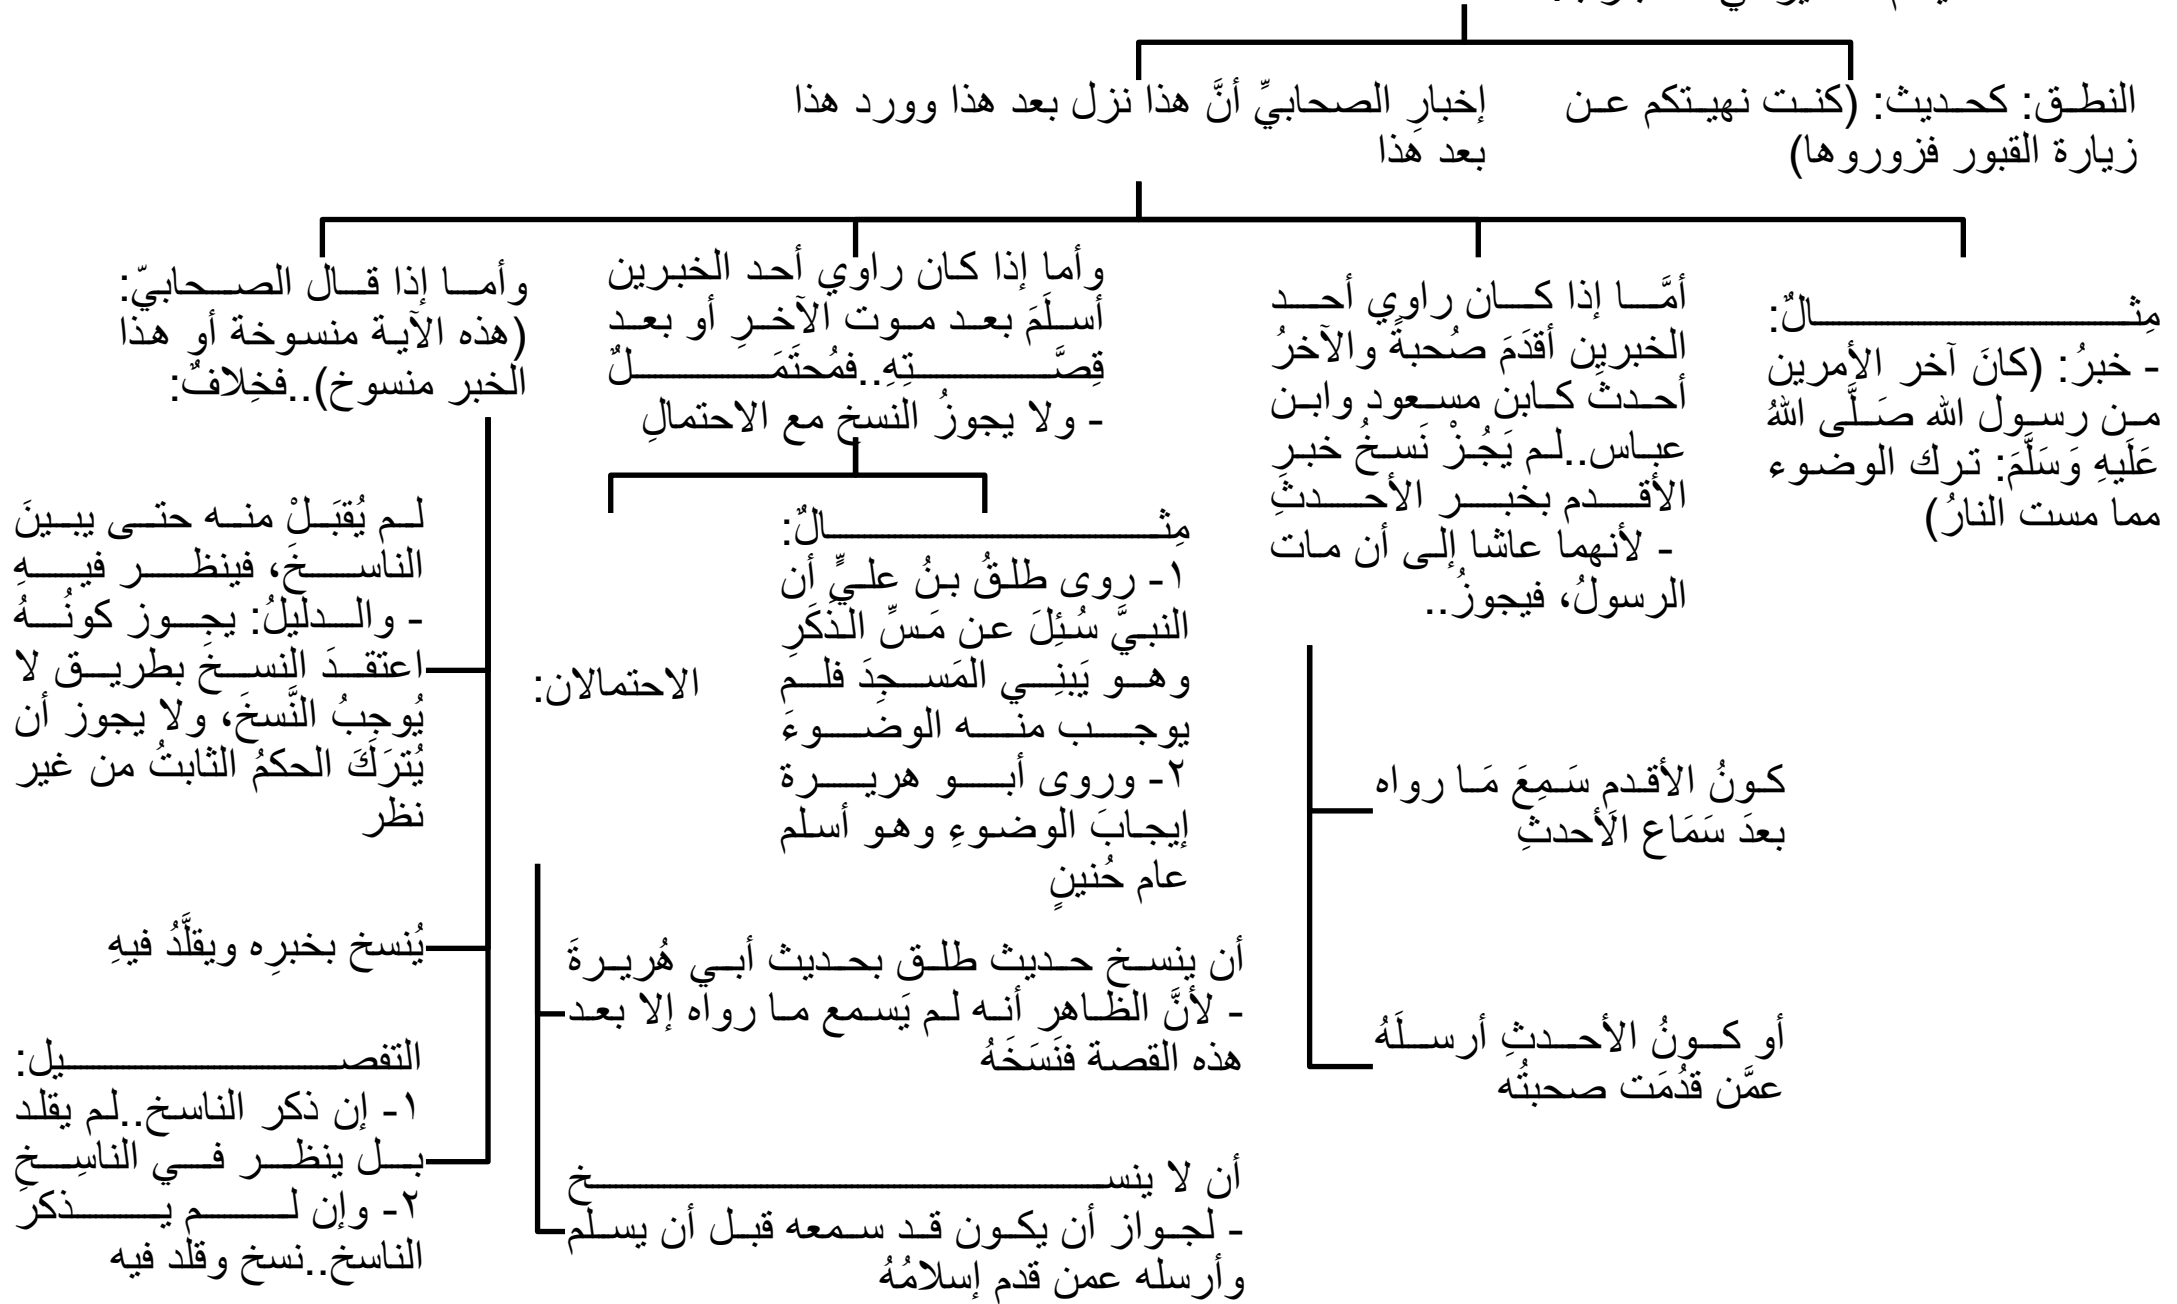 النطق: كحديث: (كنت نهيتكم عن
زيارة القبور فزوروها)
إخبارِ الصحابيِّ أنَّ هذا نزل بعد هذا وورد هذا
بعد هذا
مِثالٌ:
- خبرُ: (كانَ آخر الأمرين
من رسول الله صَلَّى اللهُ
عَلَيهِ وَسَلَّمَ: ترك الوضوء
مما مست النارُ)
أمَّا إذا كان راوي أحد
الخبرين أقدَمَ صُحبةً والآخرُ
أحدثَ كابن مسعود وابن
عباس..لم يَجُزْ نَسخُ خبرِ
الأقدم بخبر الأحدثِ
- لأنهما عاشا إلى أن مات
الرسولُ، فيجوزُ..
كونُ الأقدمِ سَمِعَ مَا رواه
بعدَ سَمَاع الأحدثِ
أو كونُ الأحدثِ أرسلَهُ
عمَّن قدُمَت صحبتُه
وأما إذا كان راوي أحد الخبرين
أسلَمَ بعد موت الآخرِ أو بعد
قِصَّتِهِ..فمُحتَمَلٌ
- ولا يجوزُ النسخ مع الاحتمالِ
مِثالٌ:
١- روى طلقُ بنُ عليٍّ أن
النبيَّ سُئِلَ عن مَسِّ الذَكَرِ
وهو يَبنِي المَسجِدَ فلم
يوجب منه الوضوءَ
٢- وروى أبو هريرة
إيجابَ الوضوءِ وهو أسلم
عام حُنينٍ
الاحتمالان:
أن ينسخ حديث طلق بحديث أبي هُريرةَ
- لأنَّ الظاهر أنه لم يَسمع ما رواه إلا بعد
هذه القصة فنَسَخَهُ
أن لا ينسخ
- لجواز أن يكون قد سمعه قبل أن يسلم
وأرسله عمن قدم إسلامُهُ
وأما إذا قال الصحابيّ:
(هذه الآية منسوخة أو هذا
الخبر منسوخ)..فخِلافٌ:
لم يُقبَلْ منه حتى يبينَ
الناسخَ، فينظر فيهِ
- والدليلُ: يجوز كونُهُ
اعتقدَ النسخَ بطريق لا
يُوجِبُ النَّسخَ، ولا يجوز أن
يُترَكَ الحكمُ الثابتُ من غير
نظر
يُنسخ بخبرِه ويقلَّدُ فيهِ
التفصيل:
١- إن ذكر الناسخ..لم يقلد
بل ينظر في الناسِخِ
٢- وإن لم يذكر
الناسخ..نسخ وقلد فيه